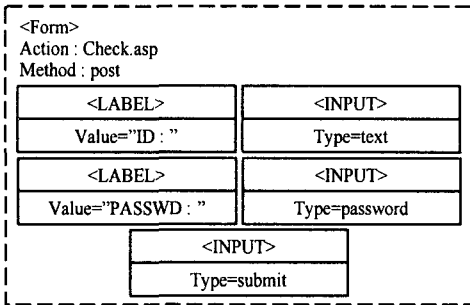 <Form>
Action : Check.asp
Method : post
<LABEL>
Value="ID : ”
<INPUT>
Type=text
<LABEL>
Value=”PASSWD : ”
<INPUT>
Type=password
<INPUT>
Type=submit